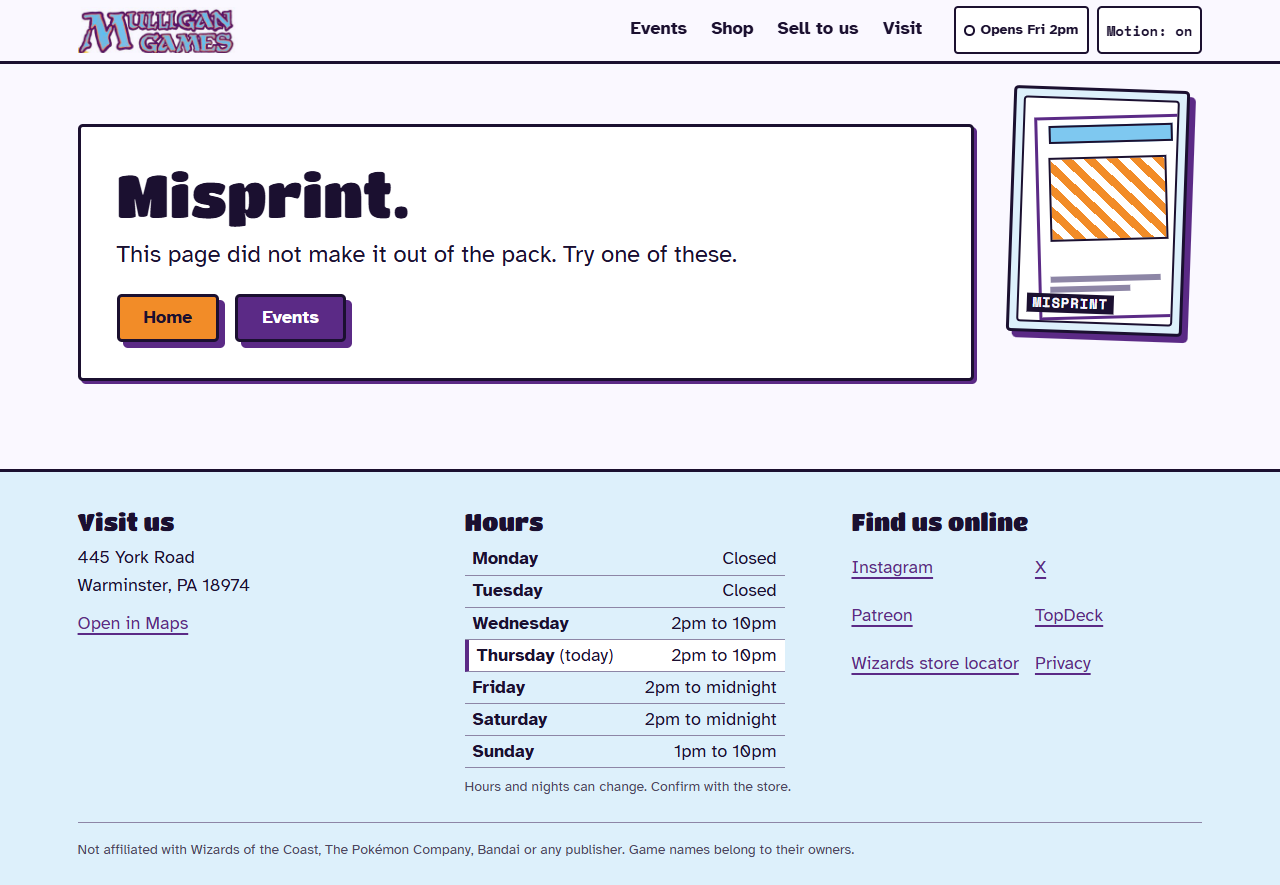 MULLIGAN GAMES
Events Shop Sell to us Visit Opens Fri 2pm Motion: on
Misprint.
This page did not make it out of the pack. Try one of these.
Home Events
MISPRINT
Visit us
445 York Road
Warminster, PA 18974
Open in Maps
Hours
Monday Closed
Tuesday Closed
Wednesday 2pm to 10pm
Thursday (today) 2pm to 10pm
Friday 2pm to midnight
Saturday 2pm to midnight
Sunday 1pm to 10pm
Hours and nights can change. Confirm with the store.
Find us online
Instagram X
Patreon TopDeck
Wizards store locator Privacy
Not affiliated with Wizards of the Coast, The Pokémon Company, Bandai or any publisher. Game names belong to their owners.